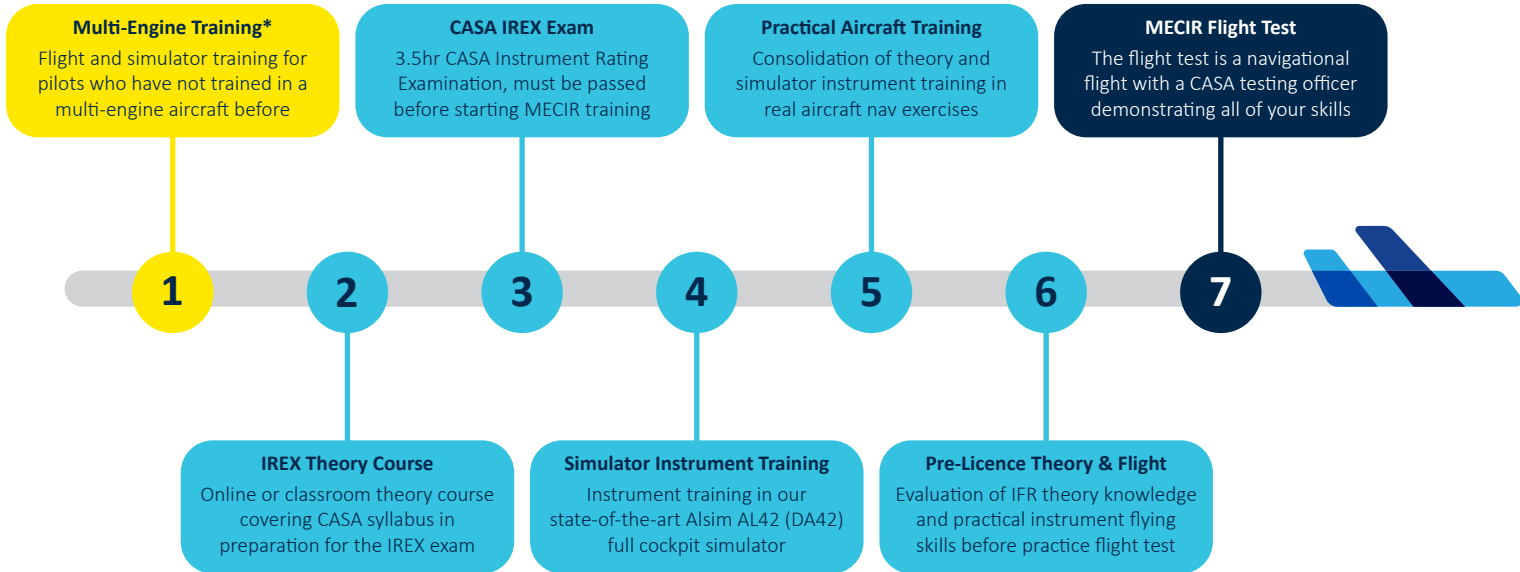 Multi-Engine Training*
Flight and simulator training for
pilots who have not trained in a
multi-engine aircraft before
CASA IREX Exam
3.5hr CASA Instrument Rating
Examination, must be passed
before starting MECIR training
Practical Aircraft Training
Consolidation of theory and
simulator instrument training in
real aircraft nav exercises
MECIR Flight Test
The flight test is a navigational
flight with a CASA testing officer
demonstrating all of your skills
1
2
3
4
5
6
7
IREX Theory Course
Online or classroom theory course
covering CASA syllabus in
preparation for the IREX exam
Simulator Instrument Training
Instrument training in our
state-of-the-art Alsim AL42 (DA42)
full cockpit simulator
Pre-Licence Theory & Flight
Evaluation of IFR theory knowledge
and practical instrument flying
skills before practice flight test